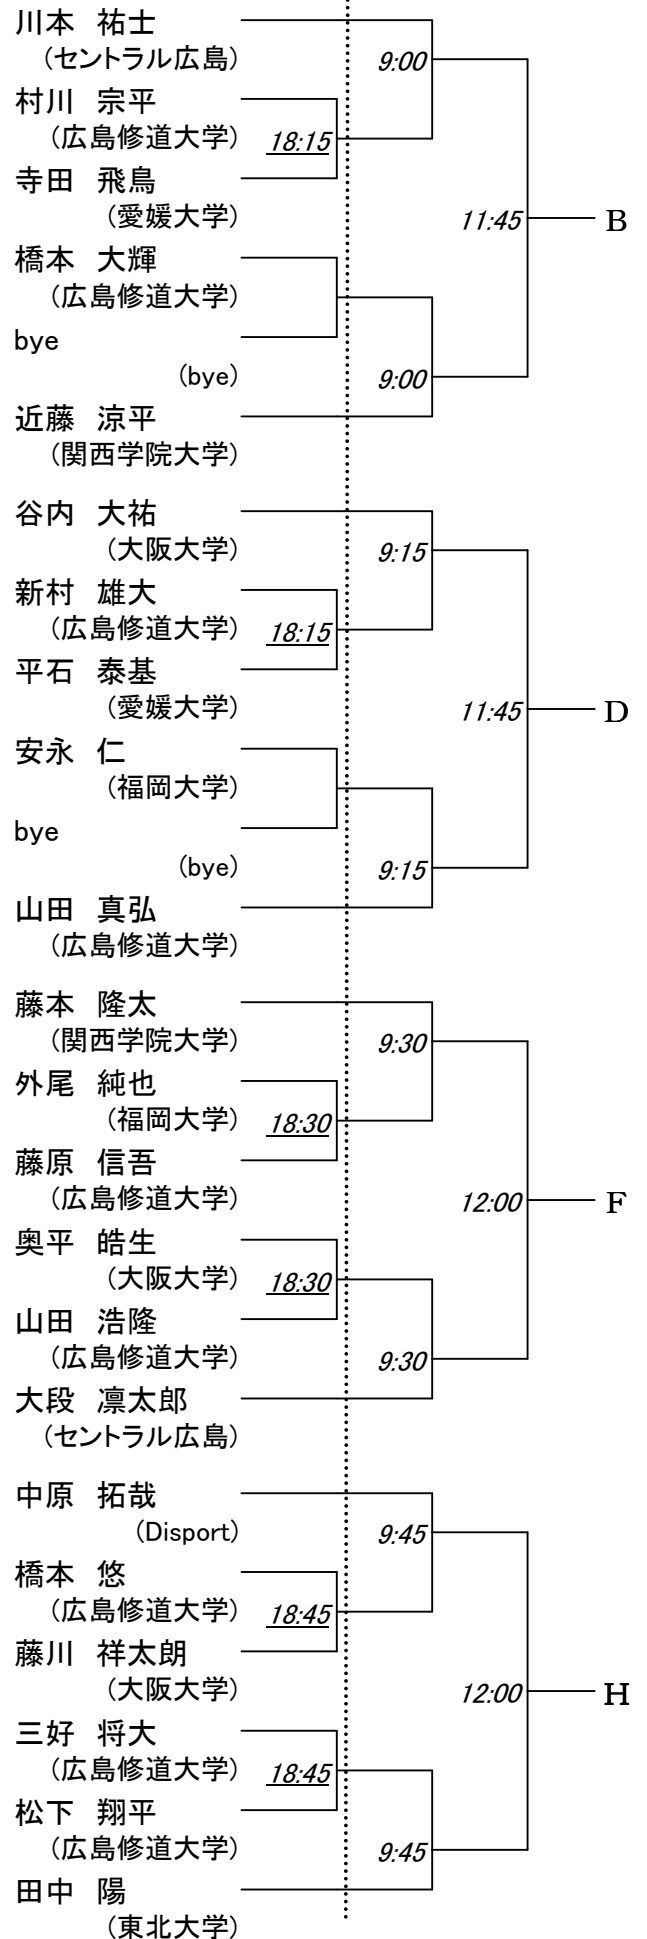 川本 祐士
(セントラル広島)
9:00
村川 宗平
(広島修道大学) 18:15
寺田 飛鳥
(愛媛大学)
11:45 B
橋本 大輝
(広島修道大学)
bye
(bye) 9:00
近藤 涼平
(関西学院大学)
谷内 大祐
(大阪大学) 9:15
新村 雄大
(広島修道大学) 18:15
平石 泰基
(愛媛大学) 11:45 D
安永 仁
(福岡大学)
bye
(bye) 9:15
山田 真弘
(広島修道大学)
藤本 隆太
(関西学院大学) 9:30
外尾 純也
(福岡大学) 18:30
藤原 信吾
(広島修道大学) 12:00 F
奥平 皓生
(大阪大学) 18:30
山田 浩隆
(広島修道大学) 9:30
大段 凛太郎
(セントラル広島)
中原 拓哉
(Disport) 9:45
橋本 悠
(広島修道大学) 18:45
藤川 祥太朗
(大阪大学) 12:00 H
三好 将大
(広島修道大学) 18:45
松下 翔平
(広島修道大学) 9:45
田中 陽
(東北大学)